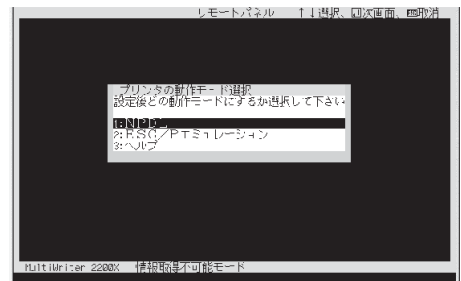 リモートパネル ↑↓選択、⏎次画面、ESC取消
プリンタの動作モード選択
設定後どの動作モードにするか選択して下さい
1:NPDL
2:ESC/Pエミュレーション
3:ヘルプ
MultiWriter 2200X 情報取得不可能モード